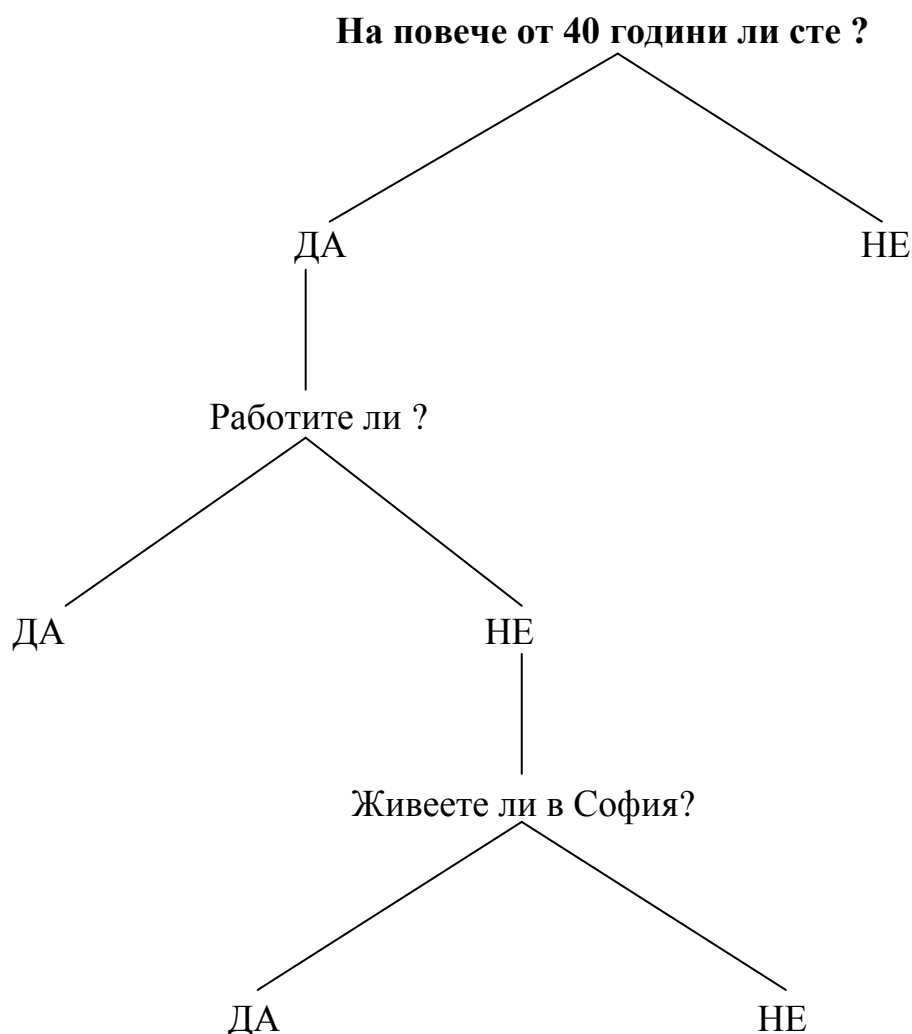 На повече от 40 години ли сте ?
ДА НЕ
Работите ли ?
ДА НЕ
Живеете ли в София?
ДА НЕ